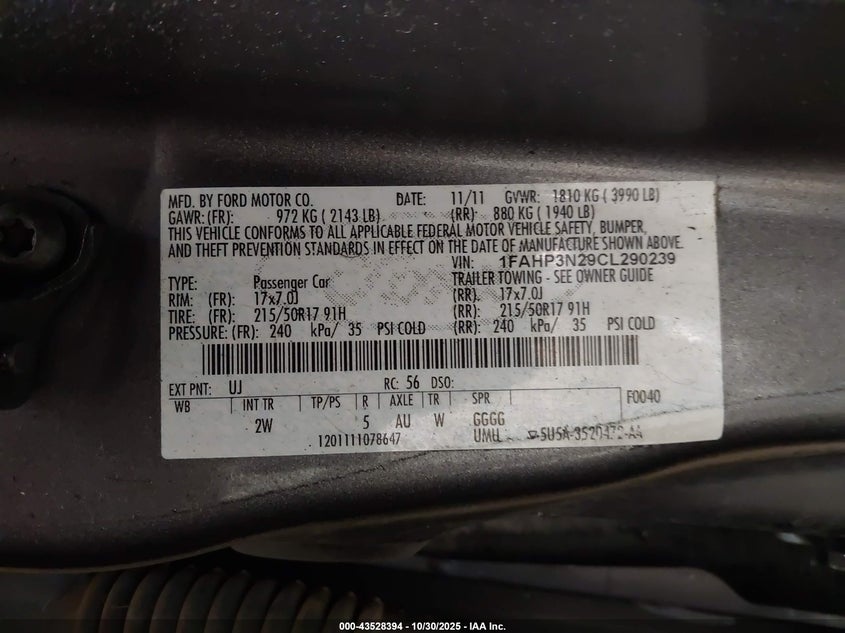 MFD. BY FORD MOTOR CO. DATE: 11/11 GVWR: 1810 KG ( 3990 LB)
GAWR: (FR): 972 KG ( 2143 LB) (RR): 880 KG ( 1940 LB)
THIS VEHICLE CONFORMS TO ALL APPLICABLE FEDERAL MOTOR VEHICLE SAFETY, BUMPER,
AND THEFT PREVENTION STANDARDS IN EFFECT ON THE DATE OF MANUFACTURE SHOWN ABOVE.
VIN: 1FAHP3N29CL290239
TYPE: Passenger Car TRAILER TOWING - SEE OWNER GUIDE
RIM: (FR): 17x7.0J (RR): 17x7.0J
TIRE: (FR): 215/50R17 91H (RR): 215/50R17 91H
PRESSURE: (FR): 240 kPa/ 35 PSI COLD (RR): 240 kPa/ 35 PSI COLD
EXT PNT: UJ RC: 56 DSO:
WB INT TR TP/PS R AXLE TR SPR F0040
2W 5 AU W GGGG
1201111078647 UMU 5U5A-3520472-AA
000-43528394 - 10/30/2025 - IAA Inc.